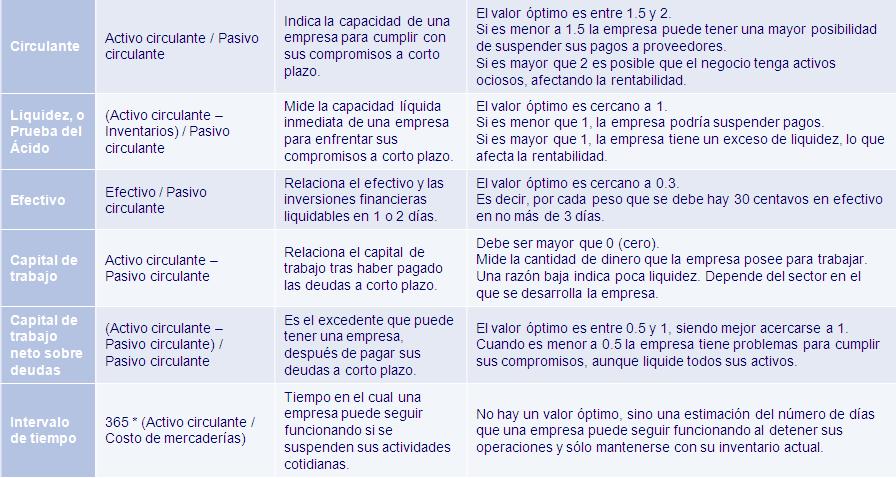 Circulante
Activo circulante / Pasivo
circulante
Indica la capacidad de una
empresa para cumplir con
sus compromisos a corto
plazo.
El valor óptimo es entre 1.5 y 2.
Si es menor a 1.5 la empresa puede tener una mayor posibilidad
de suspender sus pagos a proveedores.
Si es mayor que 2 es posible que el negocio tenga activos
ociosos, afectando la rentabilidad.
Liquidez, o
Prueba del
Ácido
(Activo circulante –
Inventarios) / Pasivo
circulante
Mide la capacidad líquida
inmediata de una empresa
para enfrentar sus
compromisos a corto plazo.
El valor óptimo es cercano a 1.
Si es menor que 1, la empresa podría suspender pagos.
Si es mayor que 1, la empresa tiene un exceso de liquidez, lo que
afecta la rentabilidad.
Efectivo
Efectivo / Pasivo
circulante
Relaciona el efectivo y las
inversiones financieras
liquidables en 1 o 2 días.
El valor óptimo es cercano a 0.3.
Es decir, por cada peso que se debe hay 30 centavos en efectivo
en no más de 3 días.
Capital de
trabajo
Activo circulante –
Pasivo circulante
Relaciona el capital de
trabajo tras haber pagado
las deudas a corto plazo.
Debe ser mayor que 0 (cero).
Mide la cantidad de dinero que la empresa posee para trabajar.
Una razón baja indica poca liquidez. Depende del sector en el
que se desarrolla la empresa.
Capital de
trabajo
neto sobre
deudas
(Activo circulante –
Pasivo circulante) /
Pasivo circulante
Es el excedente que puede
tener una empresa,
después de pagar sus
deudas a corto plazo.
El valor óptimo es entre 0.5 y 1, siendo mejor acercarse a 1.
Cuando es menor a 0.5 la empresa tiene problemas para cumplir
sus compromisos, aunque liquide todos sus activos.
Intervalo
de tiempo
365 * (Activo circulante /
Costo de mercaderías)
Tiempo en el cual una
empresa puede seguir
funcionando si se
suspenden sus actividades
cotidianas.
No hay un valor óptimo, sino una estimación del número de días
que una empresa puede seguir funcionando al detener sus
operaciones y sólo mantenerse con su inventario actual.